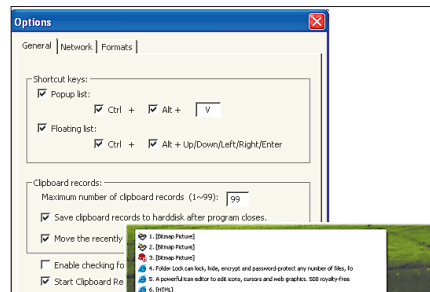 Options
General Network Formats
Shortcut keys:
Popup list:
Ctrl + Alt + V
Floating list:
Ctrl + Alt + Up/Down/Left/Right/Enter
Clipboard records:
Maximum number of clipboard records (1~99): 99
Save clipboard records to harddisk after program closes.
Move the recently
1. [Bitmap Picture]
2. [Bitmap Picture]
3. [Bitmap Picture]
Enable checking fo
4. Folder Lock can lock, hide, encrypt and password-protect any number of files, fo
Start Clipboard Re
5. A powerful icon editor to edit icons, cursors and web graphics. 500 royalty-free
6. [HTML]